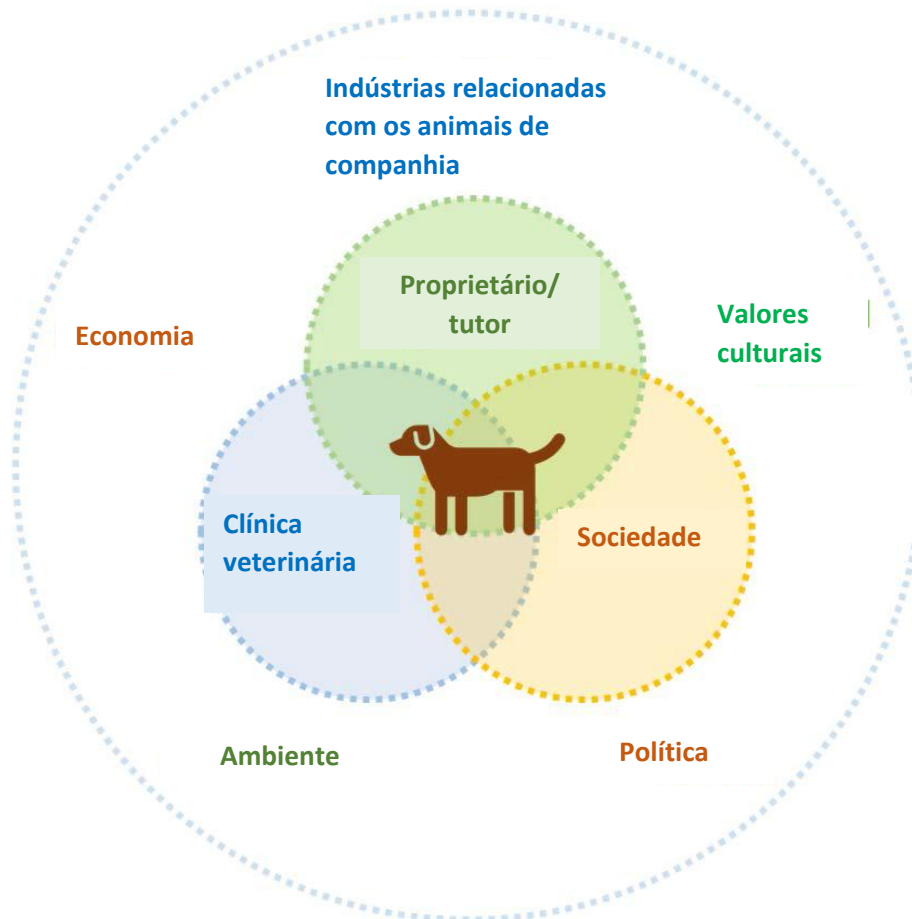 Indústrias relacionadas
com os animais de
companhia
Proprietário/
tutor
Economia
Valores
culturais
Clínica
veterinária
Sociedade
Ambiente
Política